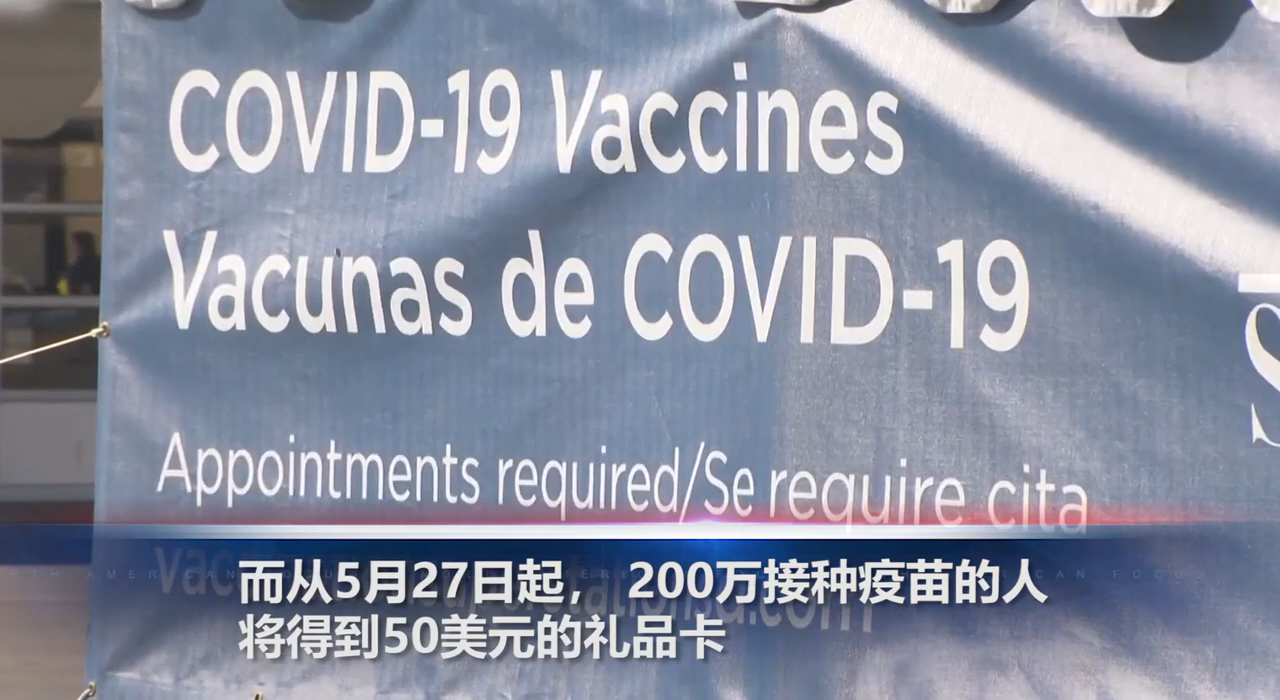 COVID-19 Vaccines
Vacunas de COVID-19
Appointments required/Se require cita
而从5月27日起， 200万接种疫苗的人
将得到50美元的礼品卡